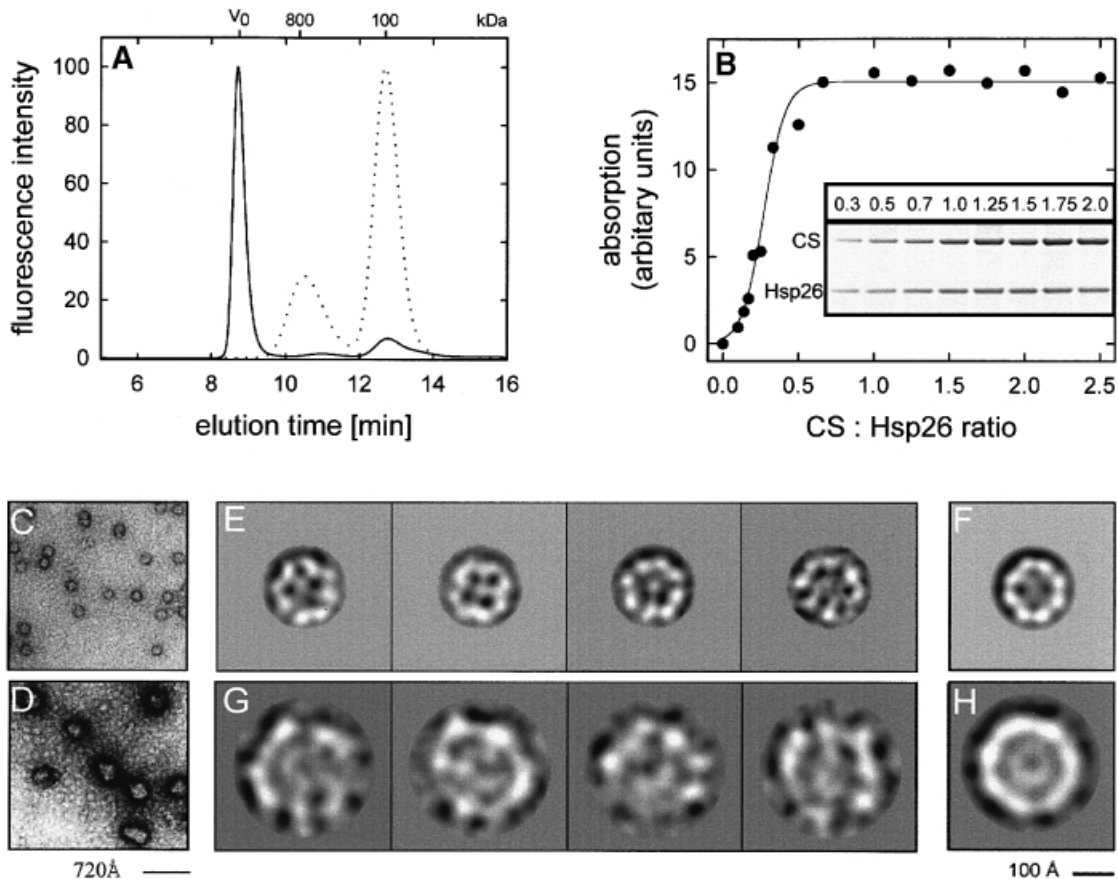 V0 800 100 kDa
A
100
80
60
40
20
0
fluorescence intensity
6 8 10 12 14 16
elution time [min]
B
15
10
5
0
absorption
(arbitary units)
0.3 0.5 0.7 1.0 1.25 1.5 1.75 2.0
CS
Hsp26
0.0 0.5 1.0 1.5 2.0 2.5
CS : Hsp26 ratio
C
E
F
D
G
H
720Å
100 Å